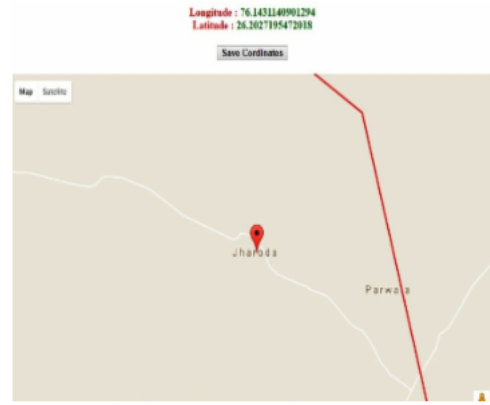 Longitude : 76.1431140901294
Latitude : 26.2027195472018
Save Cordinates
Map Satellite
Jharoda
Parwala